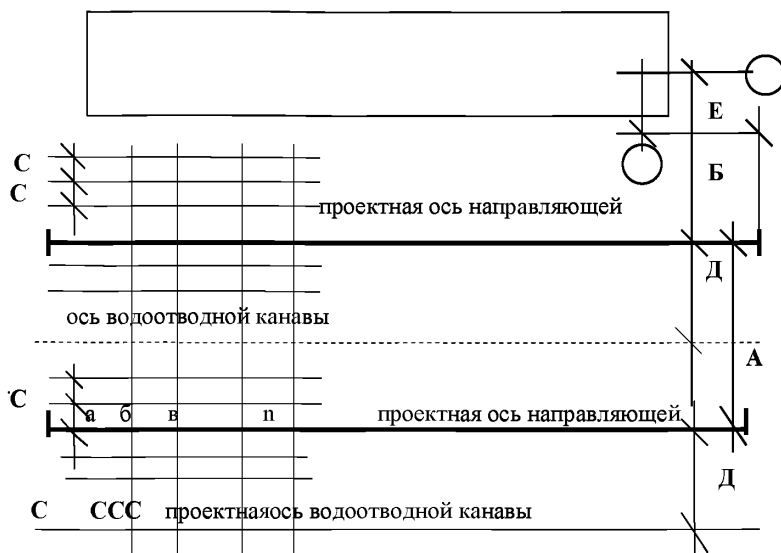 Е
С
Б
С
проектная ось направляющей
Д
ось водоотводной канавы
А
С
а б в n проектная ось направляющей
Д
С ССС проектнаяось водоотводной канавы